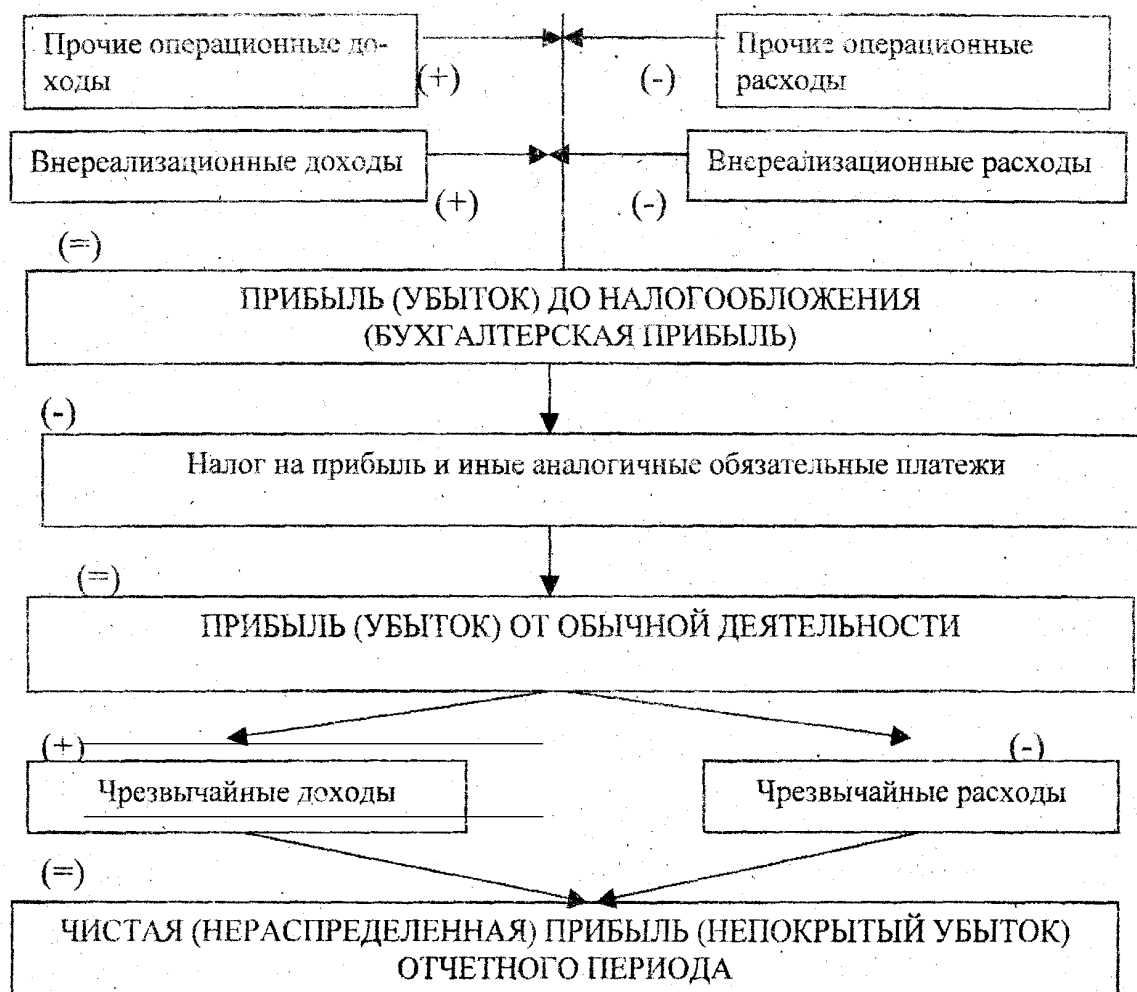 Прочие операционные до-
ходы
(+)
(-)
Прочие операционные
расходы
Внереализационные доходы
(+)
(-)
Внереализационные расходы
(=)
ПРИБЫЛЬ (УБЫТОК) ДО НАЛОГООБЛОЖЕНИЯ
(БУХГАЛТЕРСКАЯ ПРИБЫЛЬ)
(-)
Налог на прибыль и иные аналогичные обязательные платежи
(=)
ПРИБЫЛЬ (УБЫТОК) ОТ ОБЫЧНОЙ ДЕЯТЕЛЬНОСТИ
(+)
(-)
Чрезвычайные доходы
Чрезвычайные расходы
(=)
ЧИСТАЯ (НЕРАСПРЕДЕЛЕННАЯ) ПРИБЫЛЬ (НЕПОКРЫТЫЙ УБЫТОК)
ОТЧЕТНОГО ПЕРИОДА